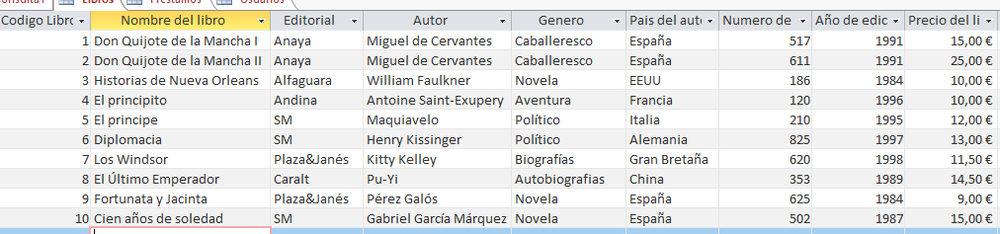 Libros Préstamos Usuarios
Codigo Libro Nombre del libro Editorial Autor Genero Pais del auto Numero de Año de edic Precio del li
1 Don Quijote de la Mancha I Anaya Miguel de Cervantes Caballeresco España 517 1991 15,00 €
2 Don Quijote de la Mancha II Anaya Miguel de Cervantes Caballeresco España 611 1991 25,00 €
3 Historias de Nueva Orleans Alfaguara William Faulkner Novela EEUU 186 1984 10,00 €
4 El principito Andina Antoine Saint-Exupery Aventura Francia 120 1996 10,00 €
5 El principe SM Maquiavelo Político Italia 210 1995 12,00 €
6 Diplomacia SM Henry Kissinger Político Alemania 825 1997 13,00 €
7 Los Windsor Plaza&Janés Kitty Kelley Biografías Gran Bretaña 620 1998 11,50 €
8 El Último Emperador Caralt Pu-Yi Autobiografias China 353 1989 14,50 €
9 Fortunata y Jacinta Plaza&Janés Pérez Galós Novela España 625 1984 9,00 €
10 Cien años de soledad SM Gabriel García Márquez Novela España 502 1987 15,00 €